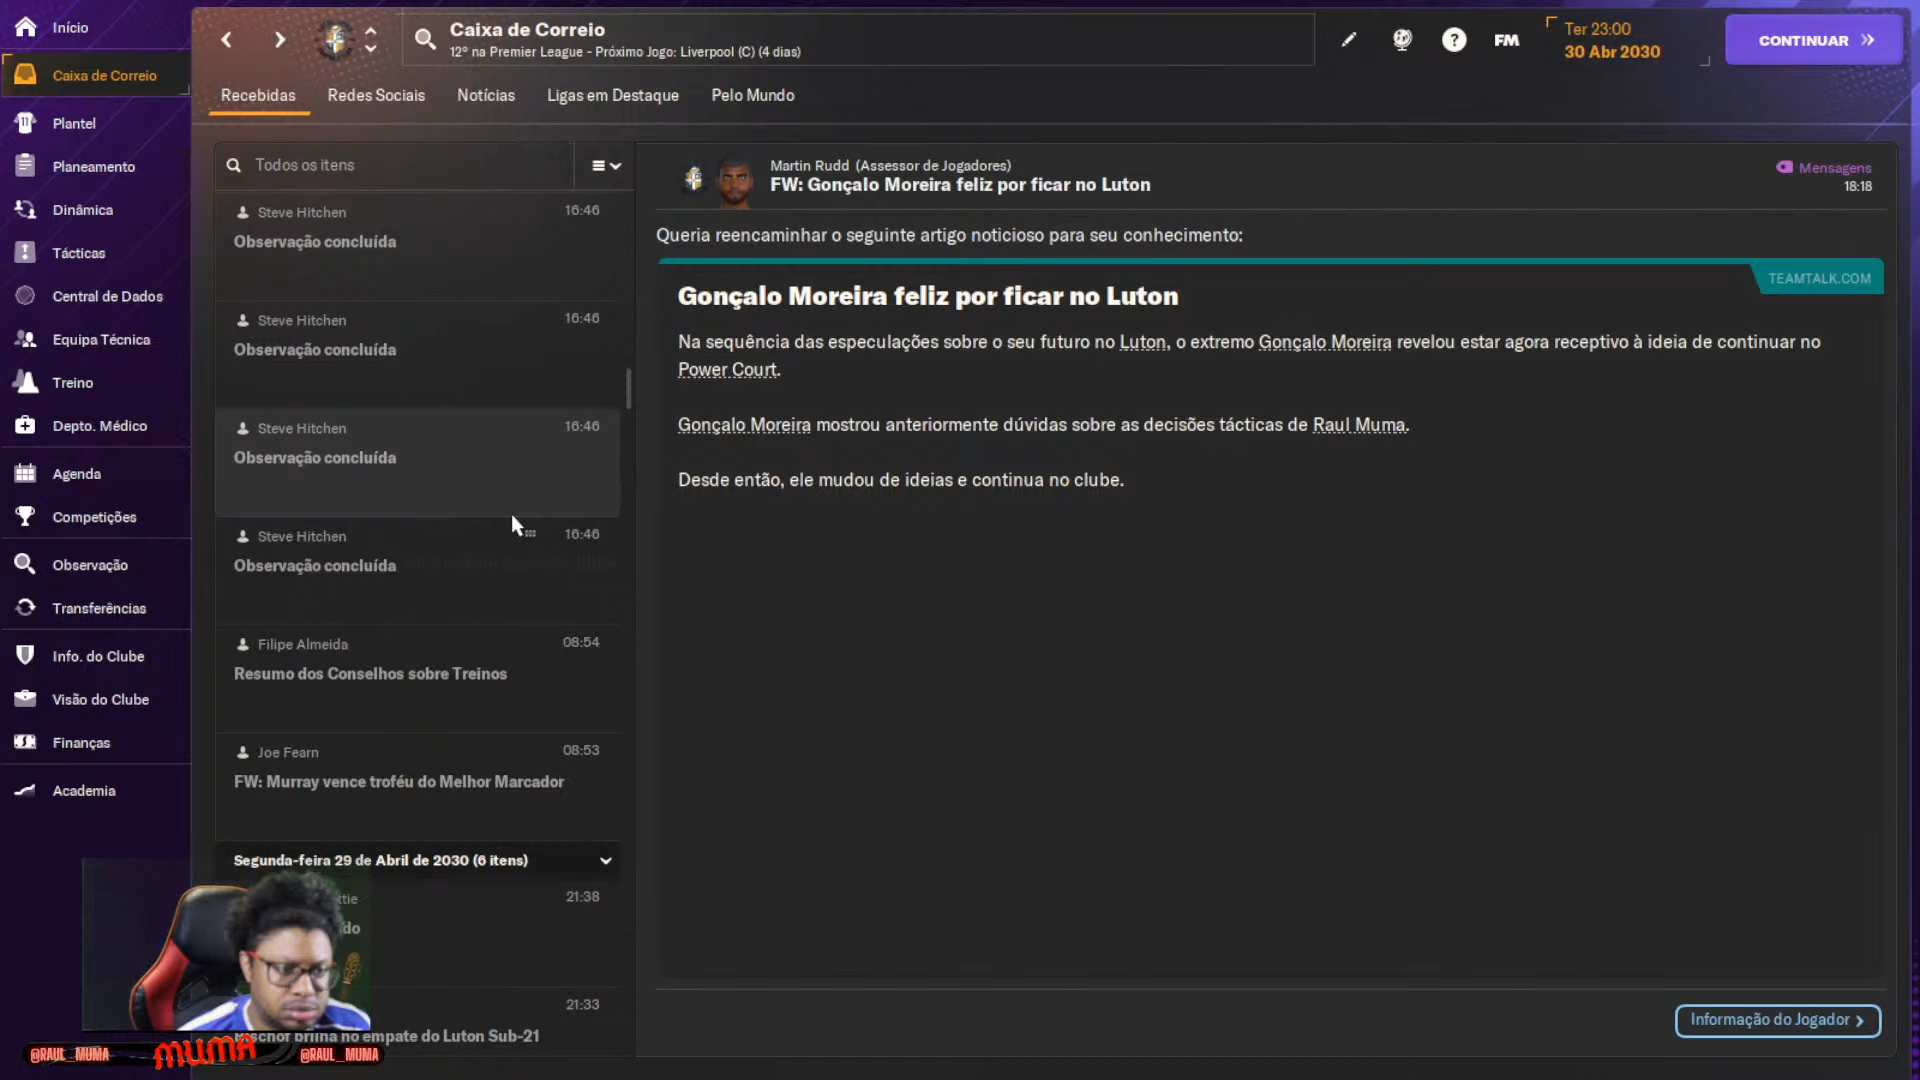 Início
Caixa de Correio
Plantel
Planeamento
Dinâmica
Tácticas
Central de Dados
Equipa Técnica
Treino
Depto. Médico
Agenda
Competições
Observação
Transferências
Info. do Clube
Visão do Clube
Finanças
Academia
Caixa de Correio
12º na Premier League - Próximo Jogo: Liverpool (C) (4 dias)
FM
Ter 23:00
30 Abr 2030
CONTINUAR
Recebidas
Redes Sociais
Notícias
Ligas em Destaque
Pelo Mundo
Todos os itens
Steve Hitchen 16:46
Observação concluída
Steve Hitchen 16:46
Observação concluída
Steve Hitchen 16:46
Observação concluída
Steve Hitchen 16:46
Observação concluída
Filipe Almeida 08:54
Resumo dos Conselhos sobre Treinos
Joe Fearn 08:53
FW: Murray vence troféu do Melhor Marcador
Segunda-feira 29 de Abril de 2030 (6 itens)
21:38
21:33
brilha no empate do Luton Sub-21
Martin Rudd (Assessor de Jogadores)
FW: Gonçalo Moreira feliz por ficar no Luton
Mensagens
18:18
Queria reencaminhar o seguinte artigo noticioso para seu conhecimento:
TEAMTALK.COM
Gonçalo Moreira feliz por ficar no Luton
Na sequência das especulações sobre o seu futuro no Luton, o extremo Gonçalo Moreira revelou estar agora receptivo à ideia de continuar no
Power Court.
Gonçalo Moreira mostrou anteriormente dúvidas sobre as decisões tácticas de Raul Muma.
Desde então, ele mudou de ideias e continua no clube.
Informação do Jogador
@RAUL_MUMA
MUMA
@RAUL_MUMA